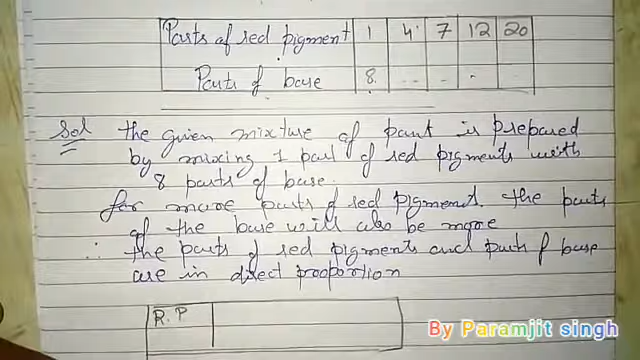 Parts of red pigment 1 4 7 12 20
Parts of base 8 .. .. . ..
Sol the given mixture of paint is prepared
by mixing 1 part of red pigments with
8 parts of base.
for more parts of red pigment. the parts
of the base will also be more
∴ the parts of red pigments and parts of base
are in direct proportion
R.P
By Paramjit singh